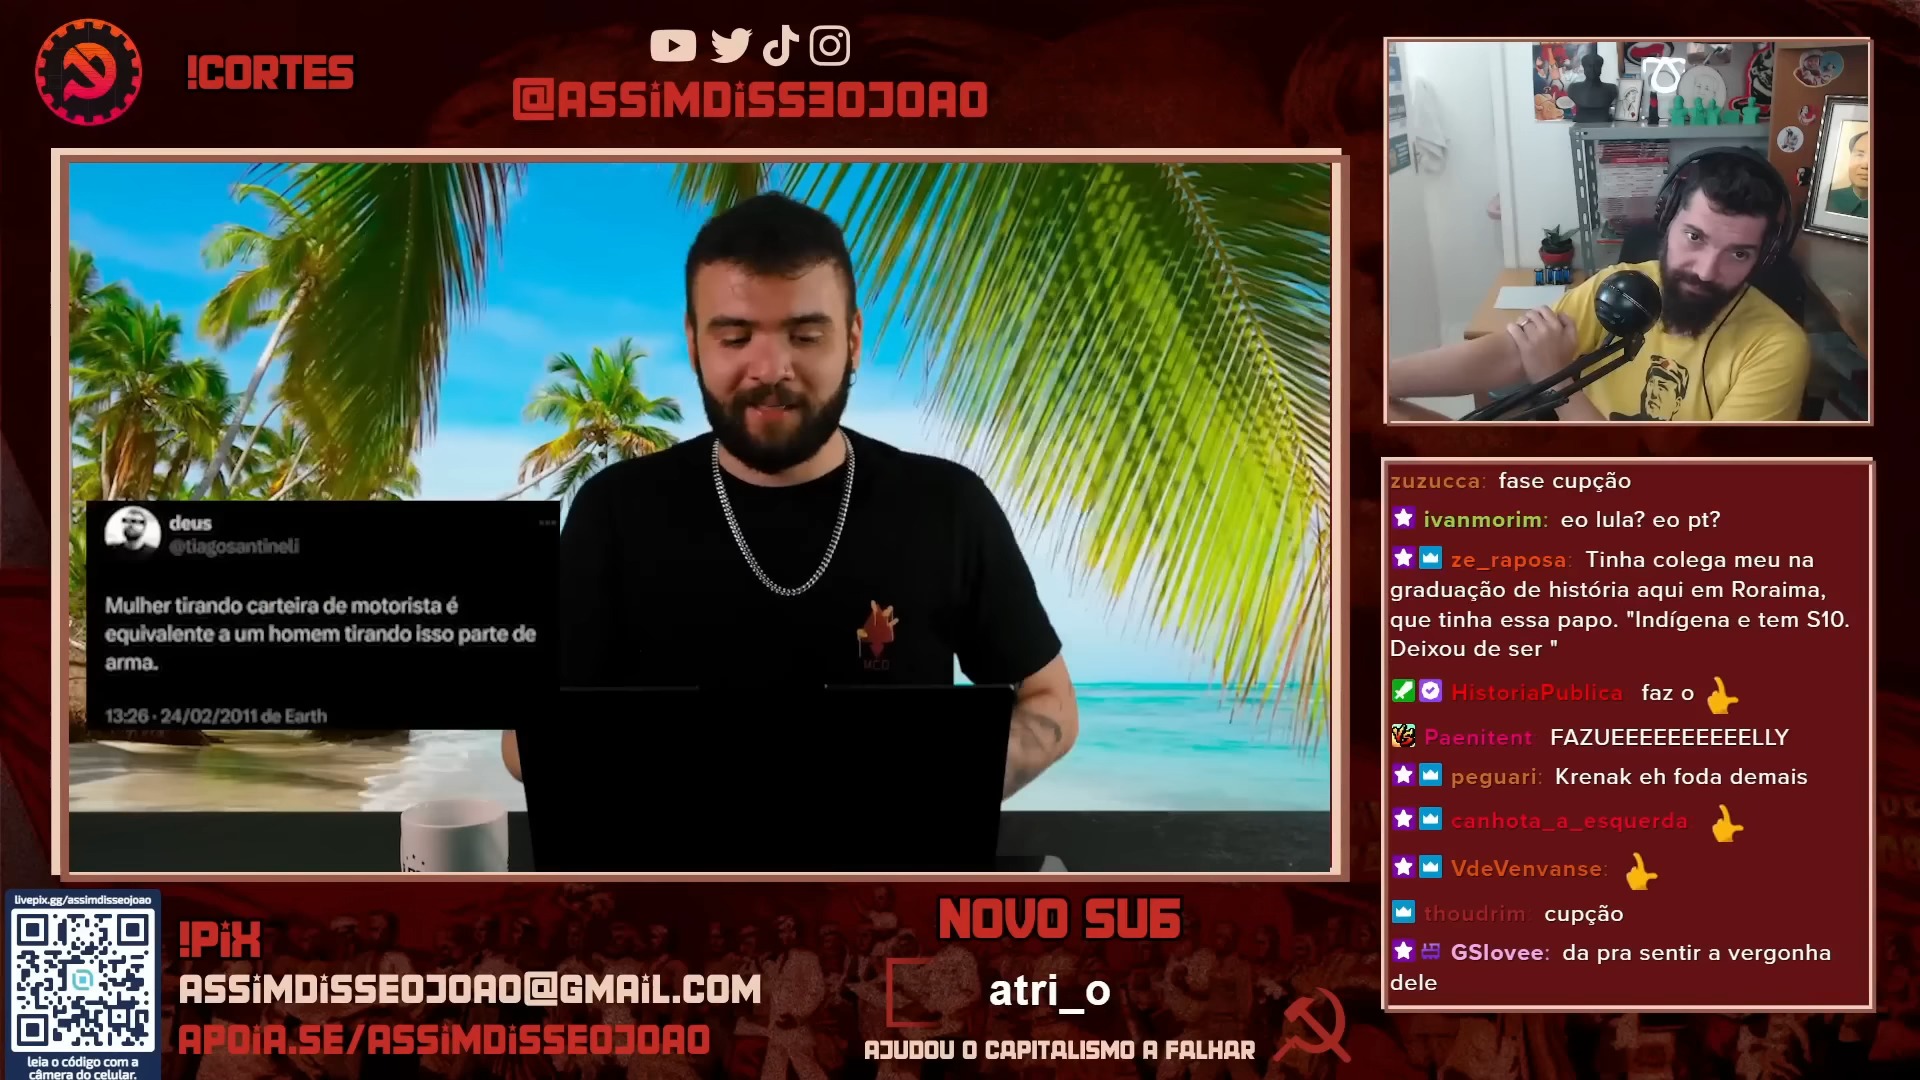 !CORTES
@ASSIMDISSEOJOAO
deus
@tiagosantineli
Mulher tirando carteira de motorista é
equivalente a um homem tirando isso parte de
arma.
13:26 · 24/02/2011 de Earth
MCD
zuzucca: fase cupção
ivanmorim: eo lula? eo pt?
ze_raposa: Tinha colega meu na
graduação de história aqui em Roraima,
que tinha essa papo. "Indígena e tem S10.
Deixou de ser "
HistoriaPublica faz o
Paenitent FAZUEEEEEEEEEELLY
peguari: Krenak eh foda demais
canhota_a_esquerda
VdeVenvanse:
thoudrim: cupção
GSlovee: da pra sentir a vergonha
dele
livepix.gg/assimdisseojoao
leia o código com a
câmera do celular.
!PIX
ASSIMDISSEOJOAO@GMAIL.COM
APOIA.SE/ASSIMDISSEOJOAO
NOVO SUB
atri_o
AJUDOU O CAPITALISMO A FALHAR